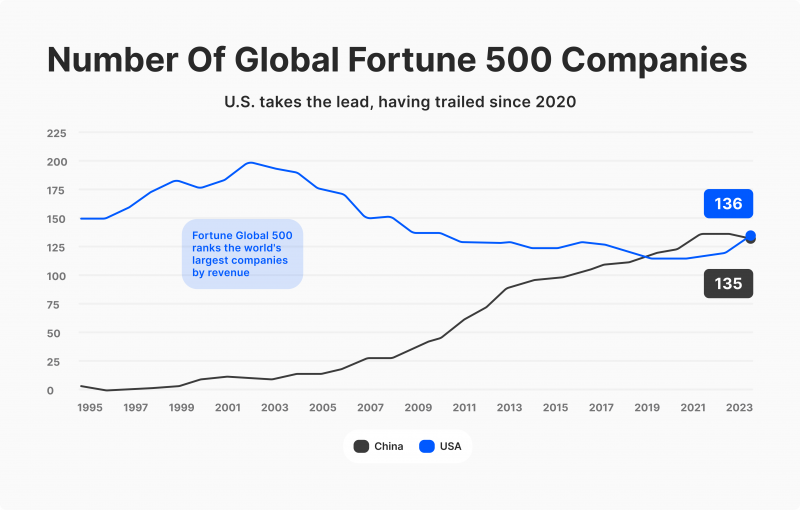 Number Of Global Fortune 500 Companies
U.S. takes the lead, having trailed since 2020
225
200
175
150
125
100
75
50
25
0
136
Fortune Global 500
ranks the world's
largest companies
by revenue
135
1995 1997 1999 2001 2003 2005 2007 2009 2011 2013 2015 2017 2019 2021 2023
China USA